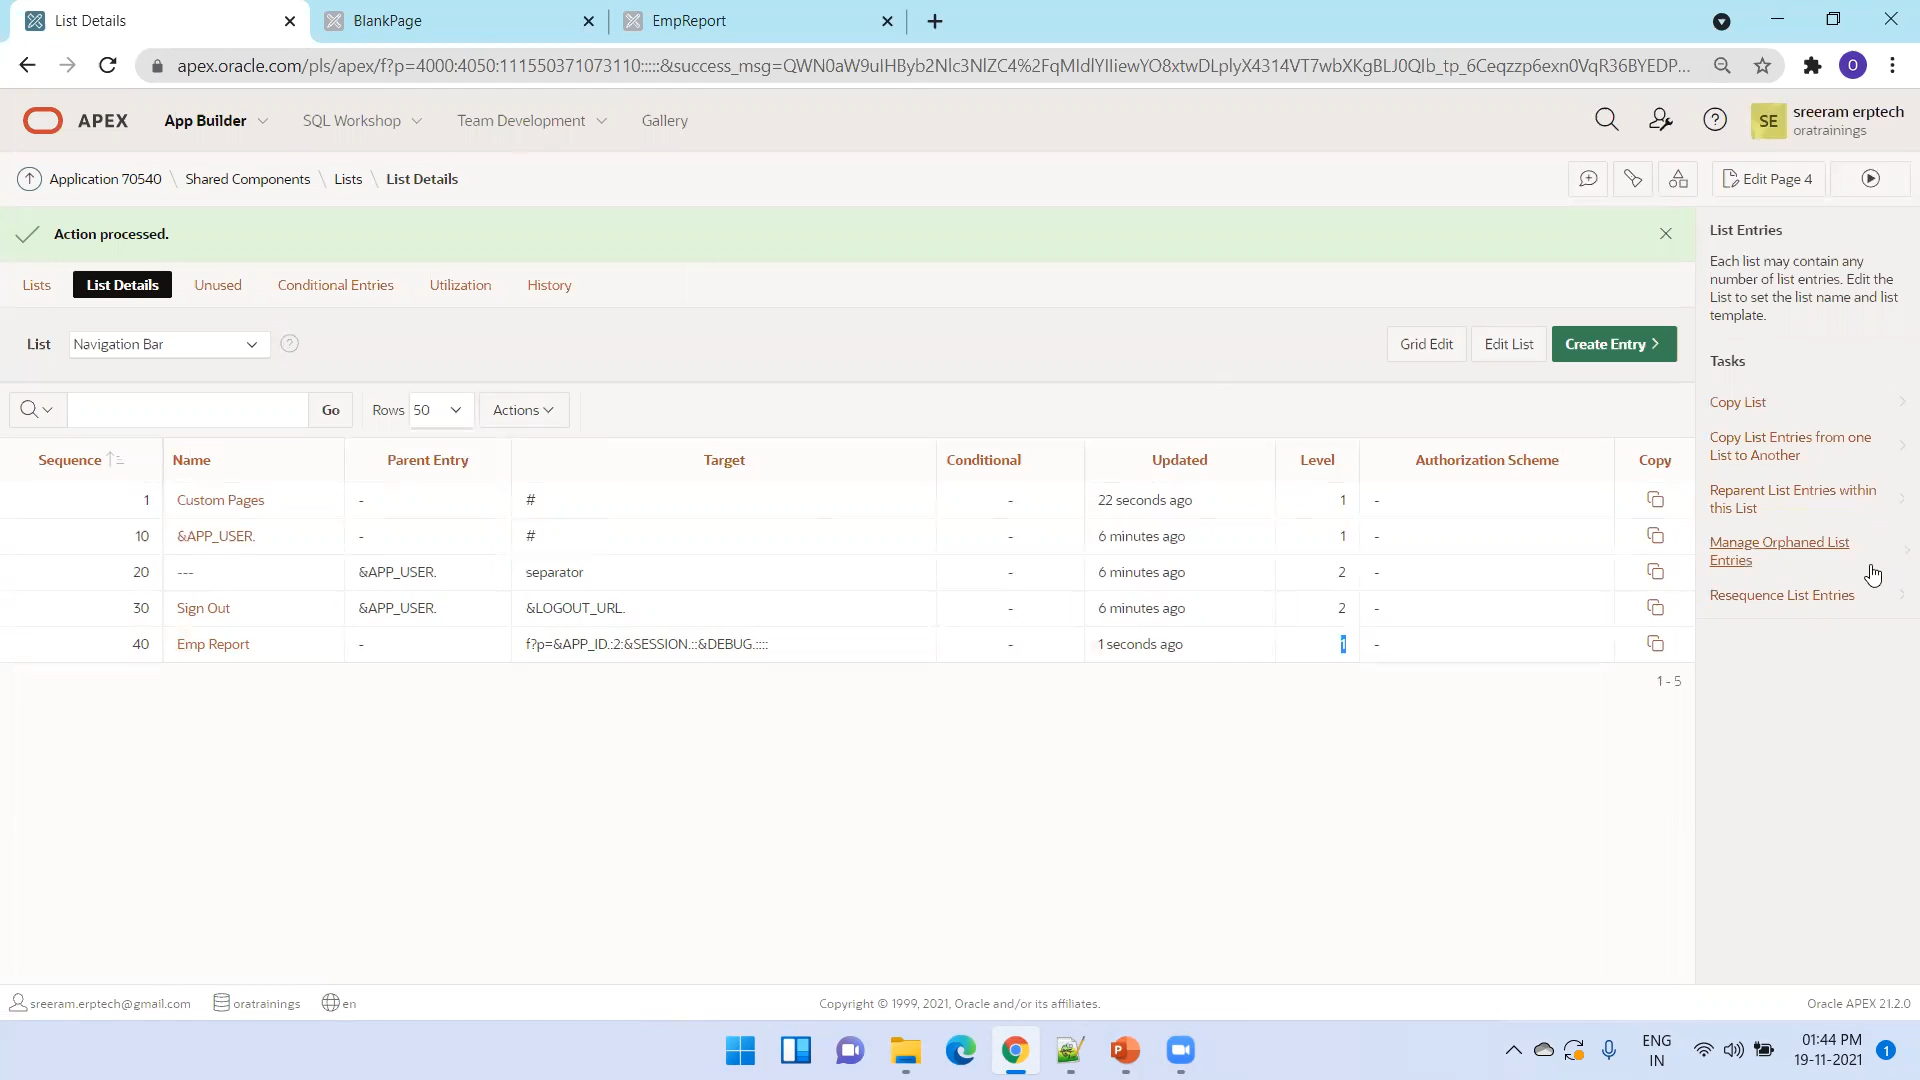 List Details
BlankPage
EmpReport
apex.oracle.com/pls/apex/f?p=4000:4050:111550371073110:::::&success_msg=
APEX
App Builder
SQL Workshop
Team Development
Gallery
SE
sreeram erptech
oratrainings
Application 70540 \ Shared Components \ Lists \ List Details
Edit Page 4
Action processed.
Lists
List Details
Unused
Conditional Entries
Utilization
History
List
Navigation Bar
Grid Edit
Edit List
Create Entry
Go
Rows
50
Actions
Sequence Name Parent Entry Target Conditional Updated Level Authorization Scheme Copy
1 Custom Pages - # - 22 seconds ago 1 -
10 &APP_USER. - # - 6 minutes ago 1 -
20 --- &APP_USER. separator - 6 minutes ago 2 -
30 Sign Out &APP_USER. &LOGOUT_URL. - 6 minutes ago 2 -
40 Emp Report - f?p=&APP_ID.:2:&SESSION.::&DEBUG.:::: - 1 seconds ago 1 -
1 - 5
List Entries
Each list may contain any
number of list entries. Edit the
List to set the list name and list
template.
Tasks
Copy List
Copy List Entries from one
List to Another
Reparent List Entries within
this List
Manage Orphaned List
Entries
Resequence List Entries
sreeram.erptech@gmail.com
oratrainings
en
Copyright © 1999, 2021, Oracle and/or its affiliates.
Oracle APEX 21.2.0
ENG
IN
01:44 PM
19-11-2021
1
O